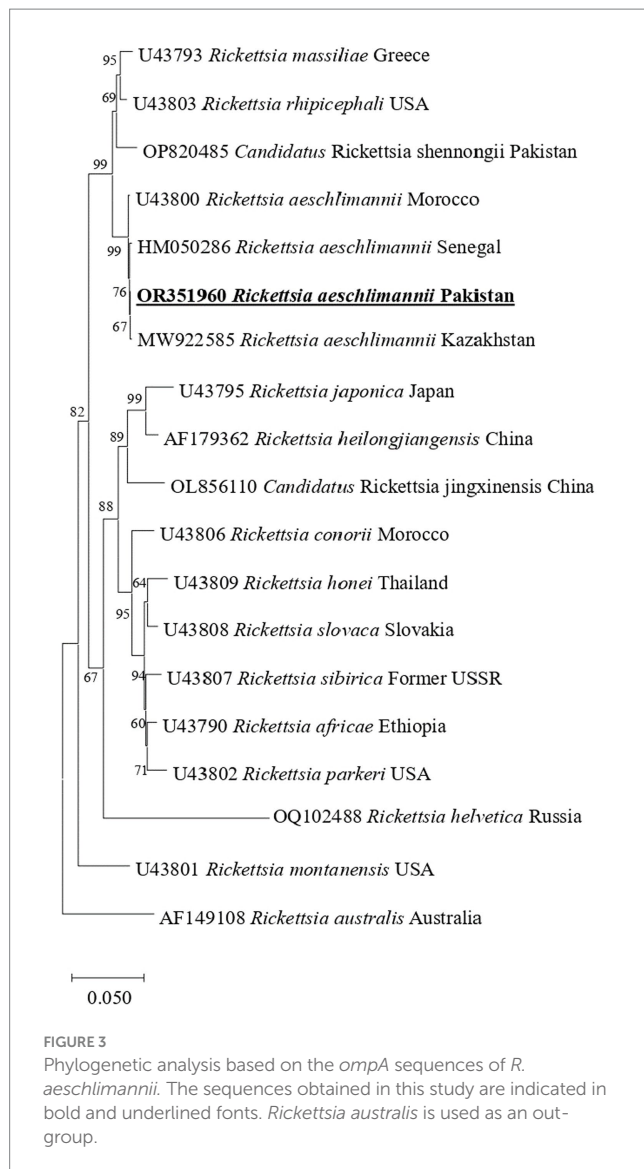 95
U43793 Rickettsia massiliae Greece
69
U43803 Rickettsia rhipicephali USA
OP820485 Candidatus Rickettsia shennongii Pakistan
99
U43800 Rickettsia aeschlimannii Morocco
99
HM050286 Rickettsia aeschlimannii Senegal
76
OR351960 Rickettsia aeschlimannii Pakistan
67
MW922585 Rickettsia aeschlimannii Kazakhstan
99
U43795 Rickettsia japonica Japan
82
89
AF179362 Rickettsia heilongjiangensis China
OL856110 Candidatus Rickettsia jingxinensis China
88
U43806 Rickettsia conorii Morocco
64
U43809 Rickettsia honei Thailand
95
U43808 Rickettsia slovaca Slovakia
67
94
U43807 Rickettsia sibirica Former USSR
60
U43790 Rickettsia africae Ethiopia
71
U43802 Rickettsia parkeri USA
OQ102488 Rickettsia helvetica Russia
U43801 Rickettsia montanensis USA
AF149108 Rickettsia australis Australia
0.050
FIGURE 3
Phylogenetic analysis based on the ompA sequences of R.
aeschlimannii. The sequences obtained in this study are indicated in
bold and underlined fonts. Rickettsia australis is used as an out-
group.